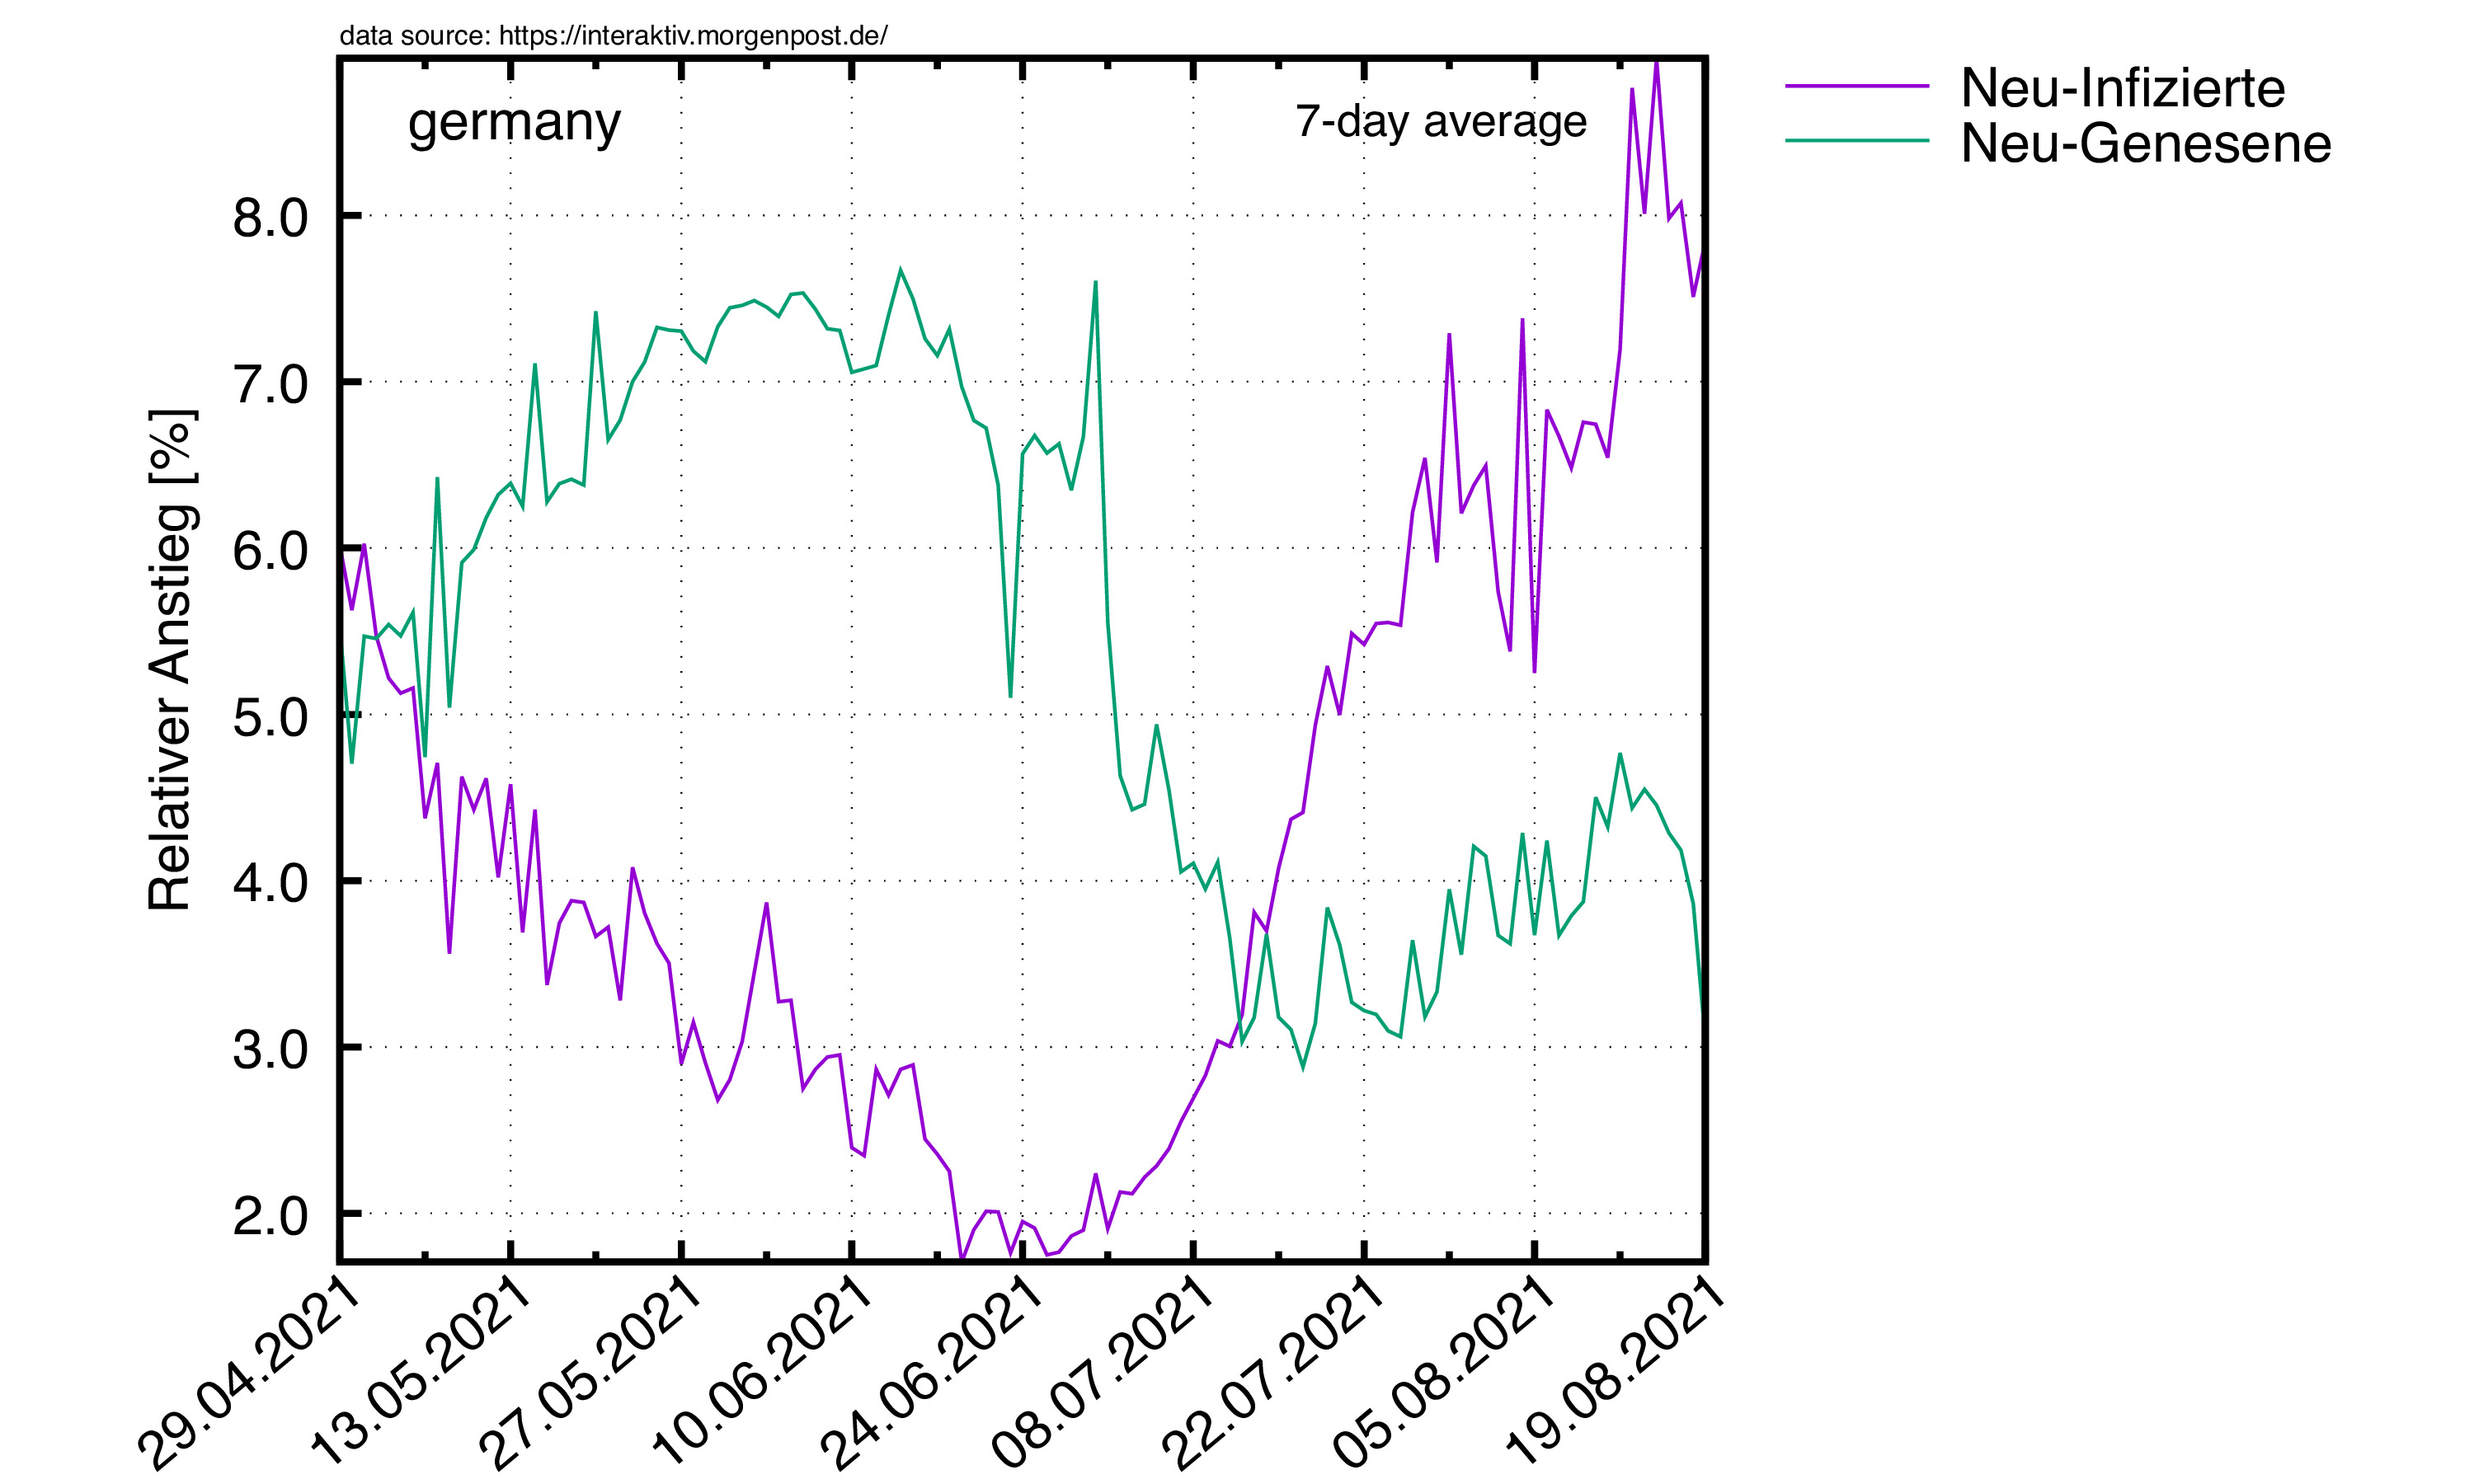 data source: https://interaktiv.morgenpost.de/
germany
7-day average
Neu-Infizierte
Neu-Genesene
Relativer Anstieg [%]
8.0
7.0
6.0
5.0
4.0
3.0
2.0
29.04.2021
13.05.2021
27.05.2021
10.06.2021
24.06.2021
08.07.2021
22.07.2021
05.08.2021
19.08.2021